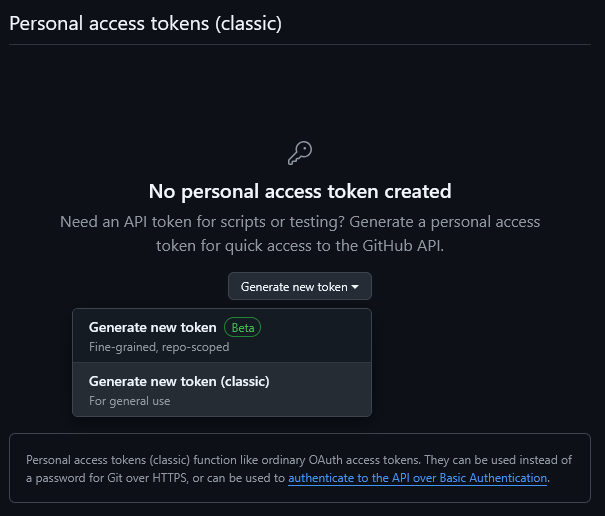 Personal access tokens (classic)
No personal access token created
Need an API token for scripts or testing? Generate a personal access
token for quick access to the GitHub API.
Generate new token
Generate new token Beta
Fine-grained, repo-scoped
Generate new token (classic)
For general use
Personal access tokens (classic) function like ordinary OAuth access tokens. They can be used instead of
a password for Git over HTTPS, or can be used to authenticate to the API over Basic Authentication.